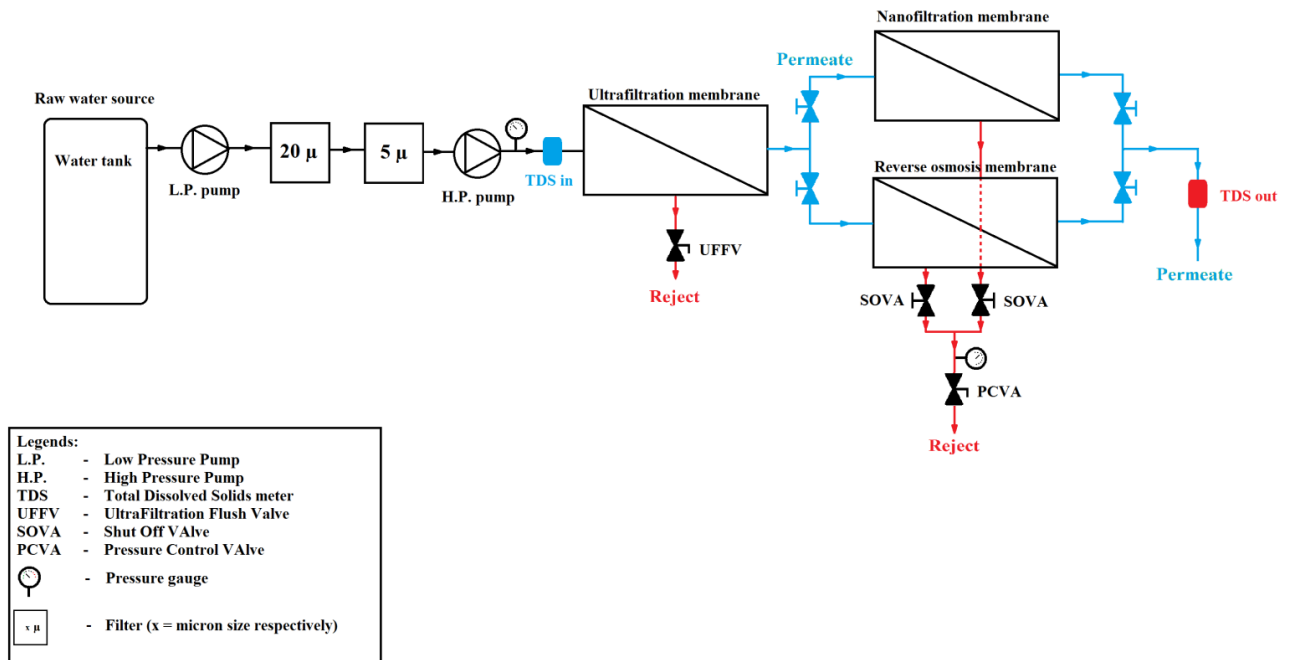 Nanofiltration membrane
Permeate
Raw water source
Ultrafiltration membrane
Water tank
20 μ
5 μ
L.P. pump
H.P. pump
TDS in
Reverse osmosis membrane
TDS out
UFFV
Reject
Permeate
SOVA
SOVA
PCVA
Reject
Legends:
L.P. - Low Pressure Pump
H.P. - High Pressure Pump
TDS - Total Dissolved Solids meter
UFFV - UltraFiltration Flush Valve
SOVA - Shut Off VAlve
PCVA - Pressure Control VAlve
- Pressure gauge
x μ - Filter (x = micron size respectively)